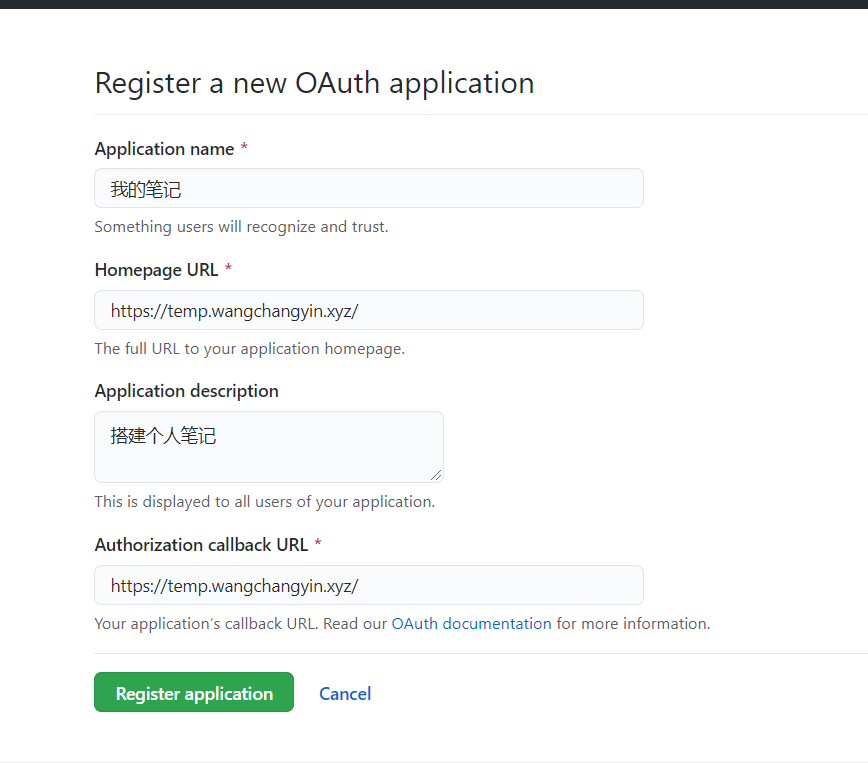 Register a new OAuth application
Application name *
我的笔记
Something users will recognize and trust.
Homepage URL *
https://temp.wangchangyin.xyz/
The full URL to your application homepage.
Application description
搭建个人笔记
This is displayed to all users of your application.
Authorization callback URL *
https://temp.wangchangyin.xyz/
Your application's callback URL. Read our OAuth documentation for more information.
Register application Cancel